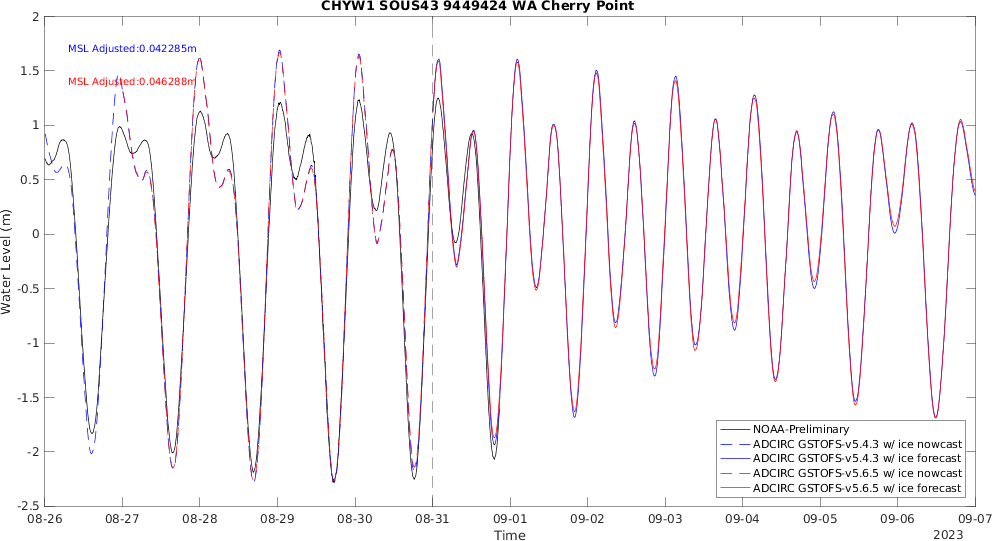 CHYW1 SOUS43 9449424 WA Cherry Point
MSL Adjusted:0.042285m
MSL Adjusted:0.046288m
Water Level (m)
2
1.5
1
0.5
0
-0.5
-1
-1.5
-2
-2.5
NOAA-Preliminary
ADCIRC GSTOFS-v5.4.3 w/ ice nowcast
ADCIRC GSTOFS-v5.4.3 w/ ice forecast
ADCIRC GSTOFS-v5.6.5 w/ ice nowcast
ADCIRC GSTOFS-v5.6.5 w/ ice forecast
08-26 08-27 08-28 08-29 08-30 08-31 09-01 09-02 09-03 09-04 09-05 09-06 09-07
Time
2023